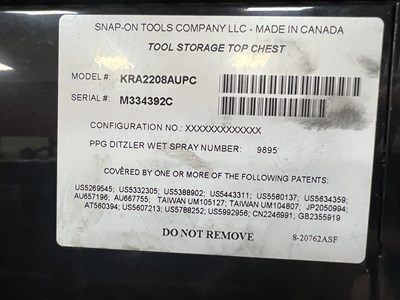 SNAP-ON TOOLS COMPANY LLC - MADE IN CANADA
TOOL STORAGE TOP CHEST
MODEL #: KRA2208AUPC
SERIAL #: M334392C
CONFIGURATION NO.: XXXXXXXXXXXXX
PPG DITZLER WET SPRAY NUMBER: 9895
COVERED BY ONE OR MORE OF THE FOLLOWING PATENTS:
US5269545; US5332305; US5388902; US5443311; US5580137; US5634359;
AU657196; AU667755; TAIWAN UM105127; TAIWAN UM104807; JP2050994;
AT560394; US5607213; US5788252; US5992956; CN2246991; GB2355919
DO NOT REMOVE 8-20762ASF